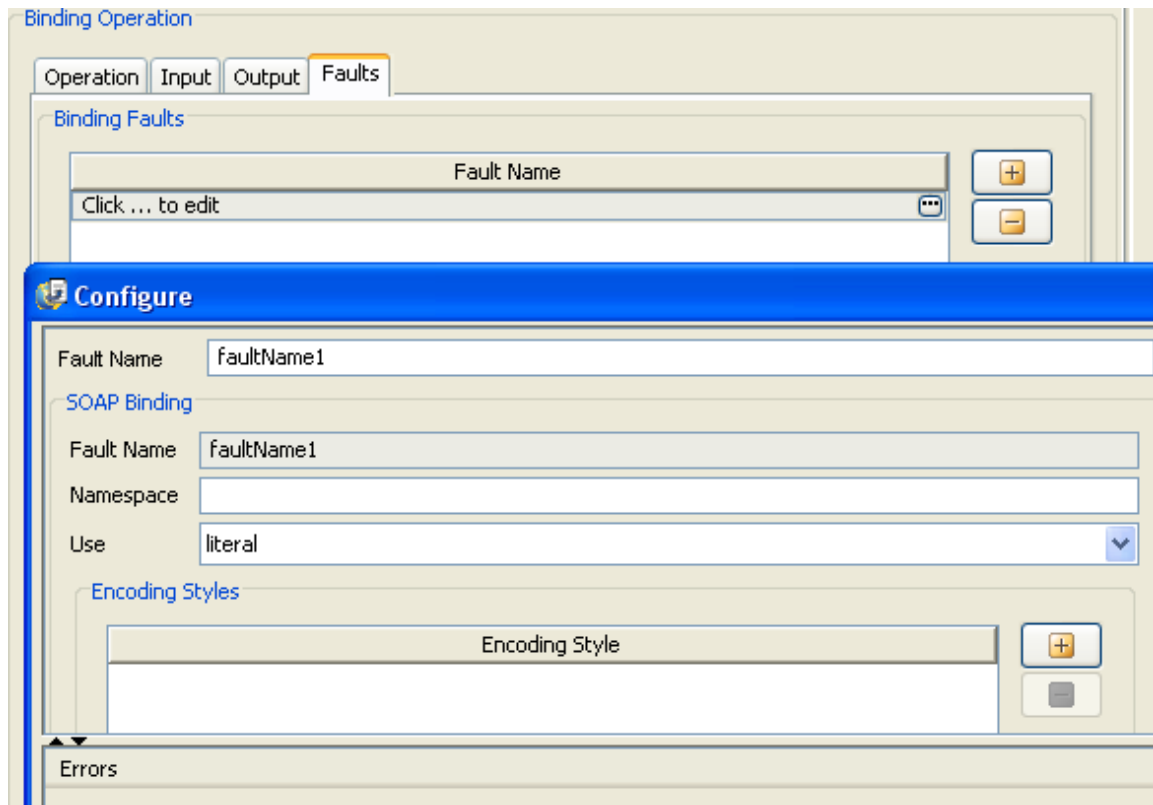 Binding Operation
Operation Input Output Faults
Binding Faults
Fault Name
Click ... to edit
Configure
Fault Name faultName1
SOAP Binding
Fault Name faultName1
Namespace
Use literal
Encoding Styles
Encoding Style
Errors